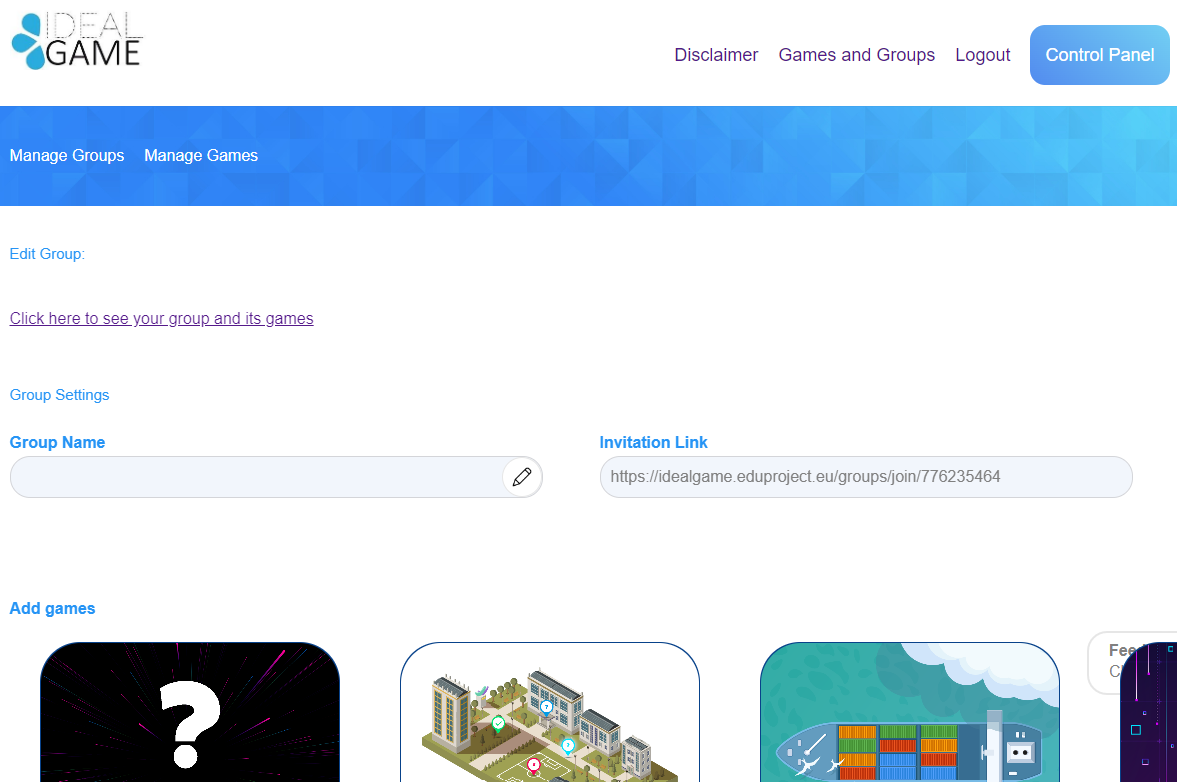 IDEAL
GAME
Disclaimer Games and Groups Logout Control Panel
Manage Groups Manage Games
Edit Group:
Click here to see your group and its games
Group Settings
Group Name Invitation Link
https://idealgame.eduproject.eu/groups/join/776235464
Add games
?